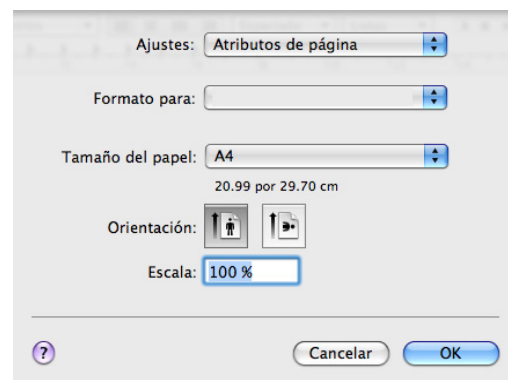 Ajustes: Atributos de página
Formato para:
Tamaño del papel: A4
20.99 por 29.70 cm
Orientación:
Escala: 100 %
? Cancelar OK